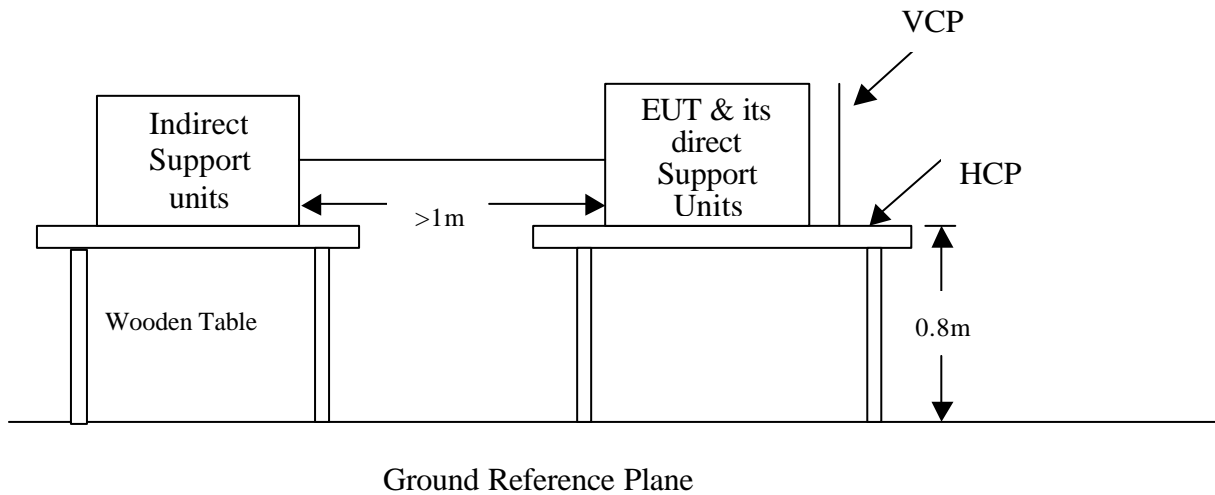 VCP
Indirect
Support
units
EUT & its
direct
Support
Units
HCP
>1m
Wooden Table
0.8m
Ground Reference Plane